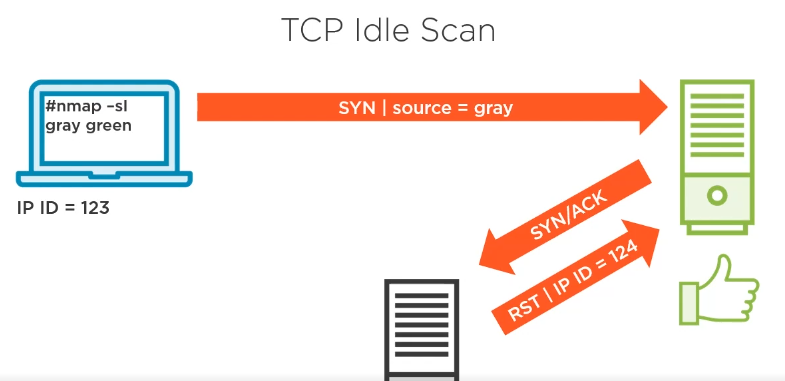 TCP Idle Scan
#nmap –sI
gray green
SYN | source = gray
IP ID = 123
SYN/ACK
RST | IP ID = 124